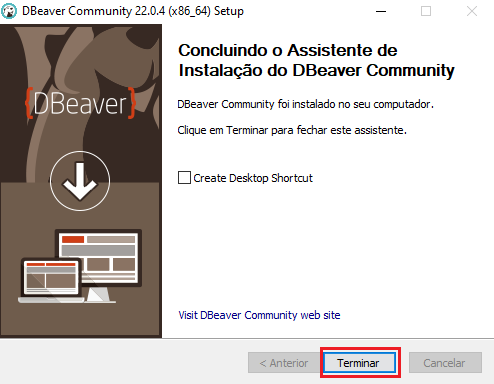 DBeaver Community 22.0.4 (x86_64) Setup
Concluindo o Assistente de
Instalação do DBeaver Community
{DBeaver}
DBeaver Community foi instalado no seu computador.
Clique em Terminar para fechar este assistente.
Create Desktop Shortcut
Visit DBeaver Community web site
< Anterior
Terminar
Cancelar